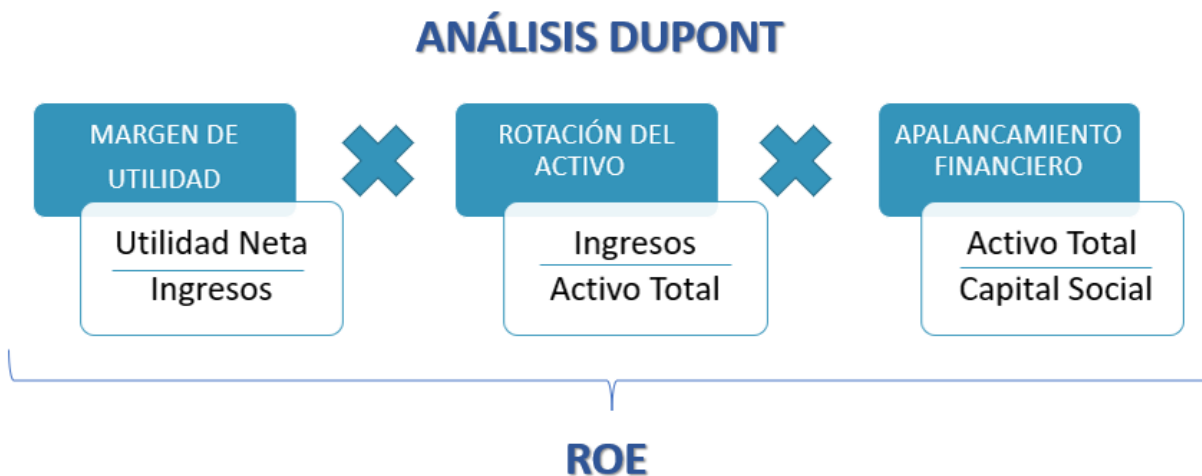 ANÁLISIS DUPONT
MARGEN DE
UTILIDAD
Utilidad Neta
Ingresos
ROTACIÓN DEL
ACTIVO
Ingresos
Activo Total
APALANCAMIENTO
FINANCIERO
Activo Total
Capital Social
ROE